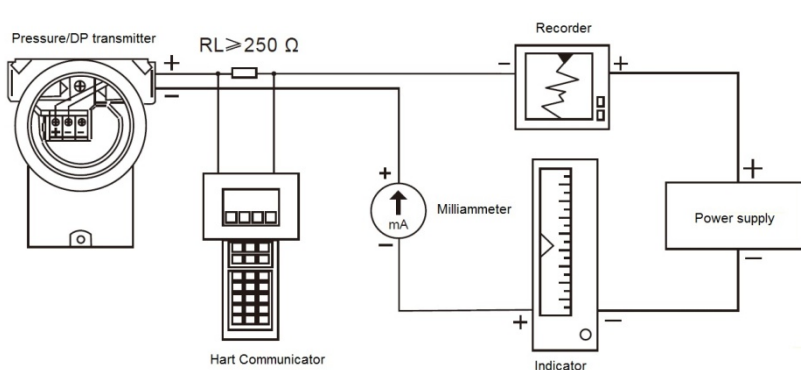 Recorder
Pressure/DP transmitter
RL⩾250 Ω
+
−
− +
+ − −
+
+
mA
Milliammeter
−
Power supply
−
+ −
Hart Communicator
Indicator